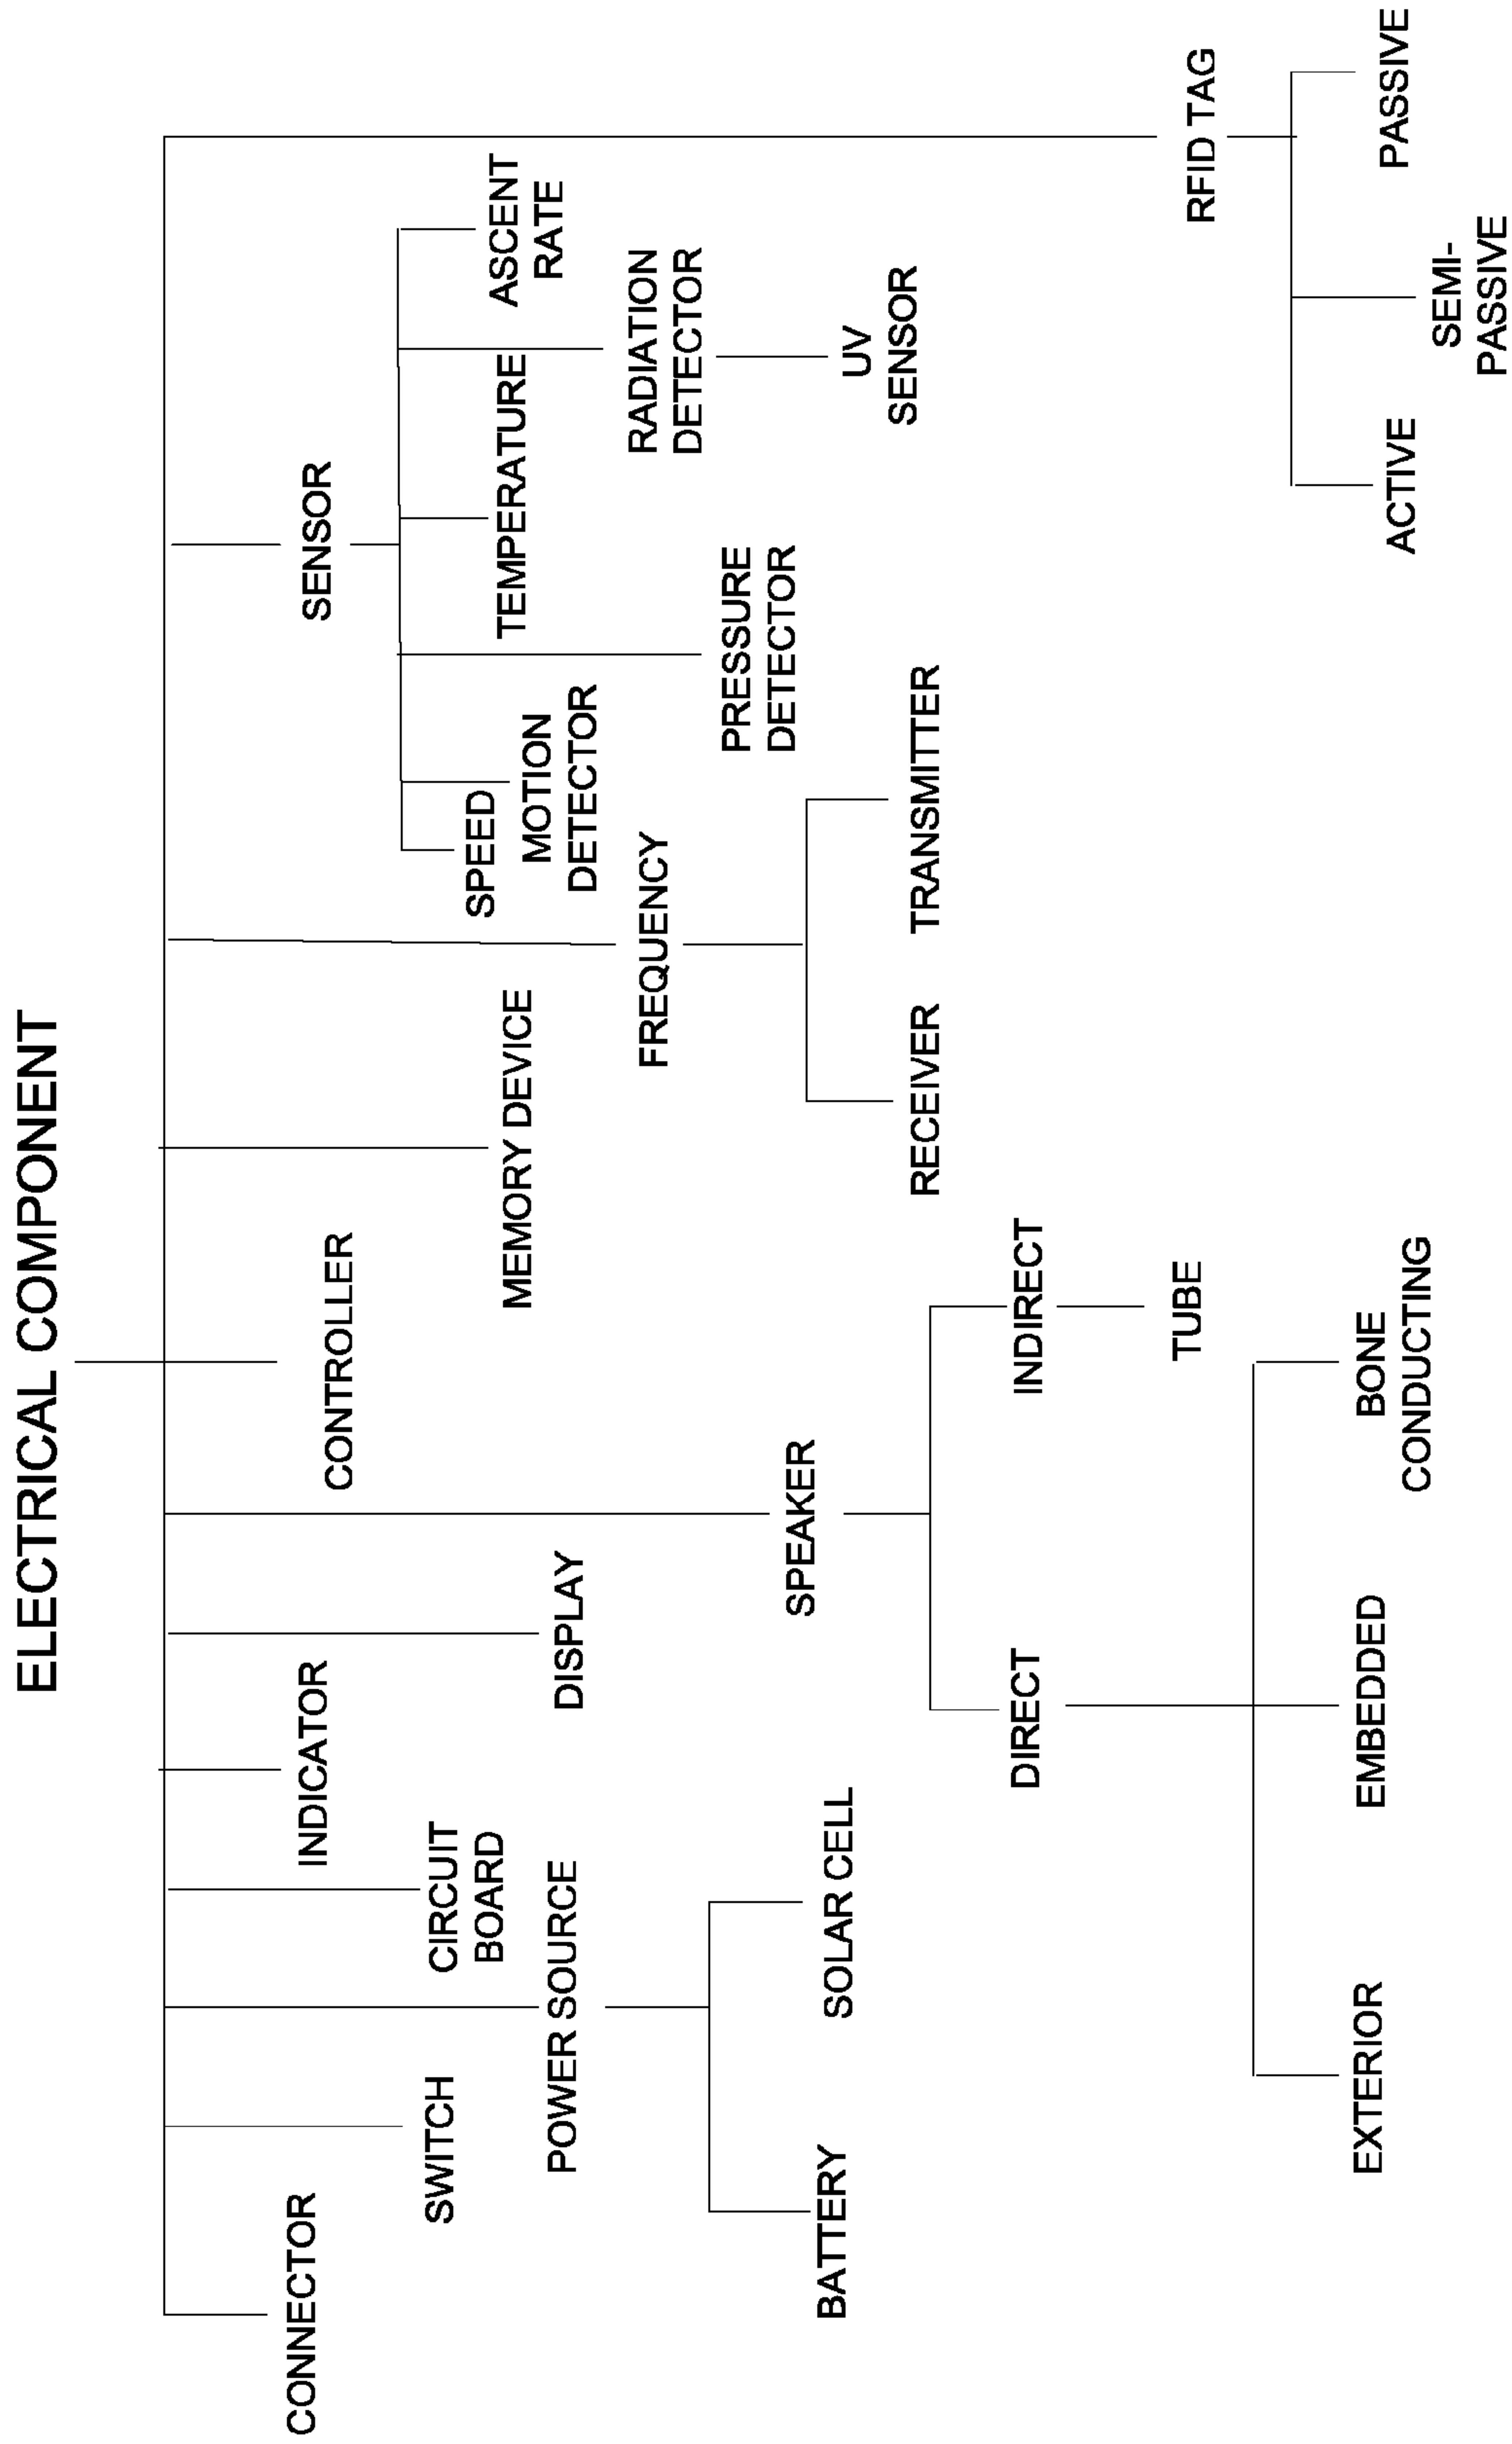 ELECTRICAL COMPONENT
CONNECTOR
SWITCH
POWER SOURCE
BATTERY
SOLAR CELL
CIRCUIT
BOARD
INDICATOR
DISPLAY
SPEAKER
DIRECT
EXTERIOR
EMBEDDED
BONE
CONDUCTING
INDIRECT
TUBE
CONTROLLER
MEMORY DEVICE
FREQUENCY
RECEIVER
TRANSMITTER
SENSOR
SPEED
MOTION
DETECTOR
PRESSURE
DETECTOR
TEMPERATURE
RADIATION
DETECTOR
UV
SENSOR
ASCENT
RATE
RFID TAG
ACTIVE
SEMI-
PASSIVE
PASSIVE